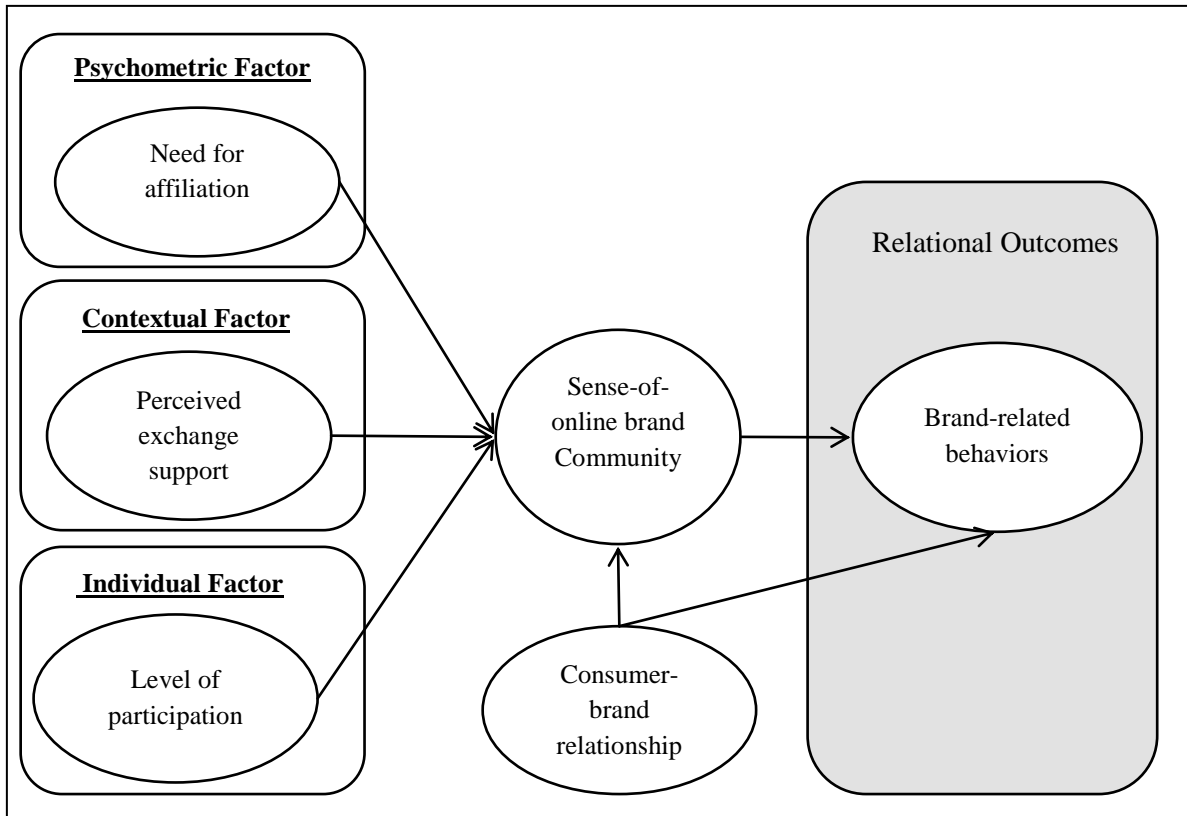 Psychometric Factor
Need for
affiliation
Contextual Factor
Perceived
exchange
support
Individual Factor
Level of
participation
Sense-of-
online brand
Community
Consumer-
brand
relationship
Relational Outcomes
Brand-related
behaviors